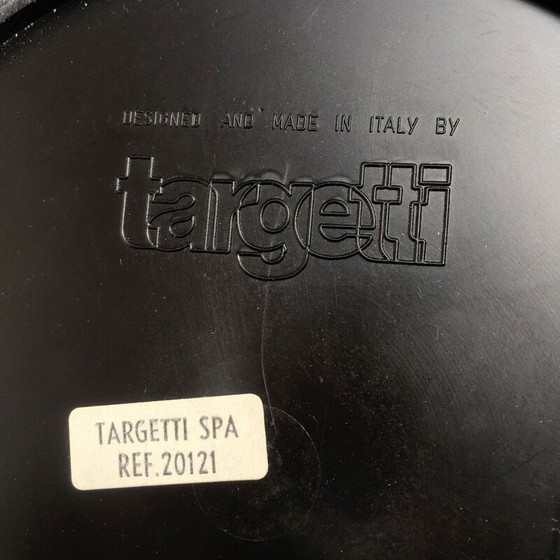 DESIGNED AND MADE IN ITALY BY
targetti
TARGETTI SPA
REF.20121